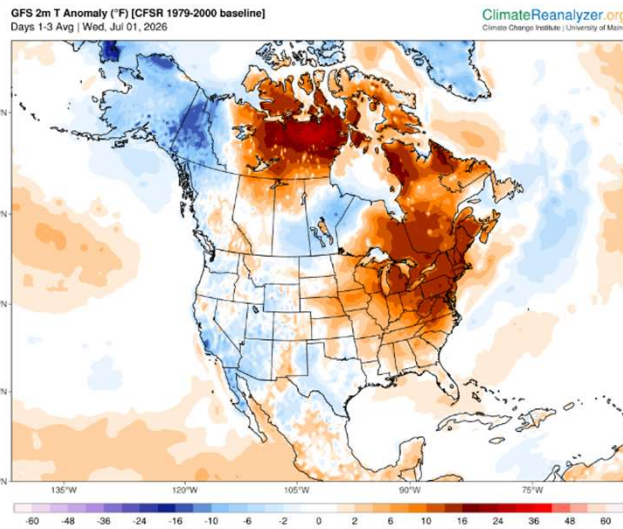 GFS 2m T Anomaly (°F) [CFSR 1979-2000 baseline]
ClimateReanalyzer.org
Days 1-3 Avg | Wed, Jul 01, 2026
Climate Change Institute | University of Maine
135°W 120°W 105°W 90°W 75°W
-60 -48 -36 -24 -16 -10 -6 -2 0 2 6 10 16 24 36 48 60